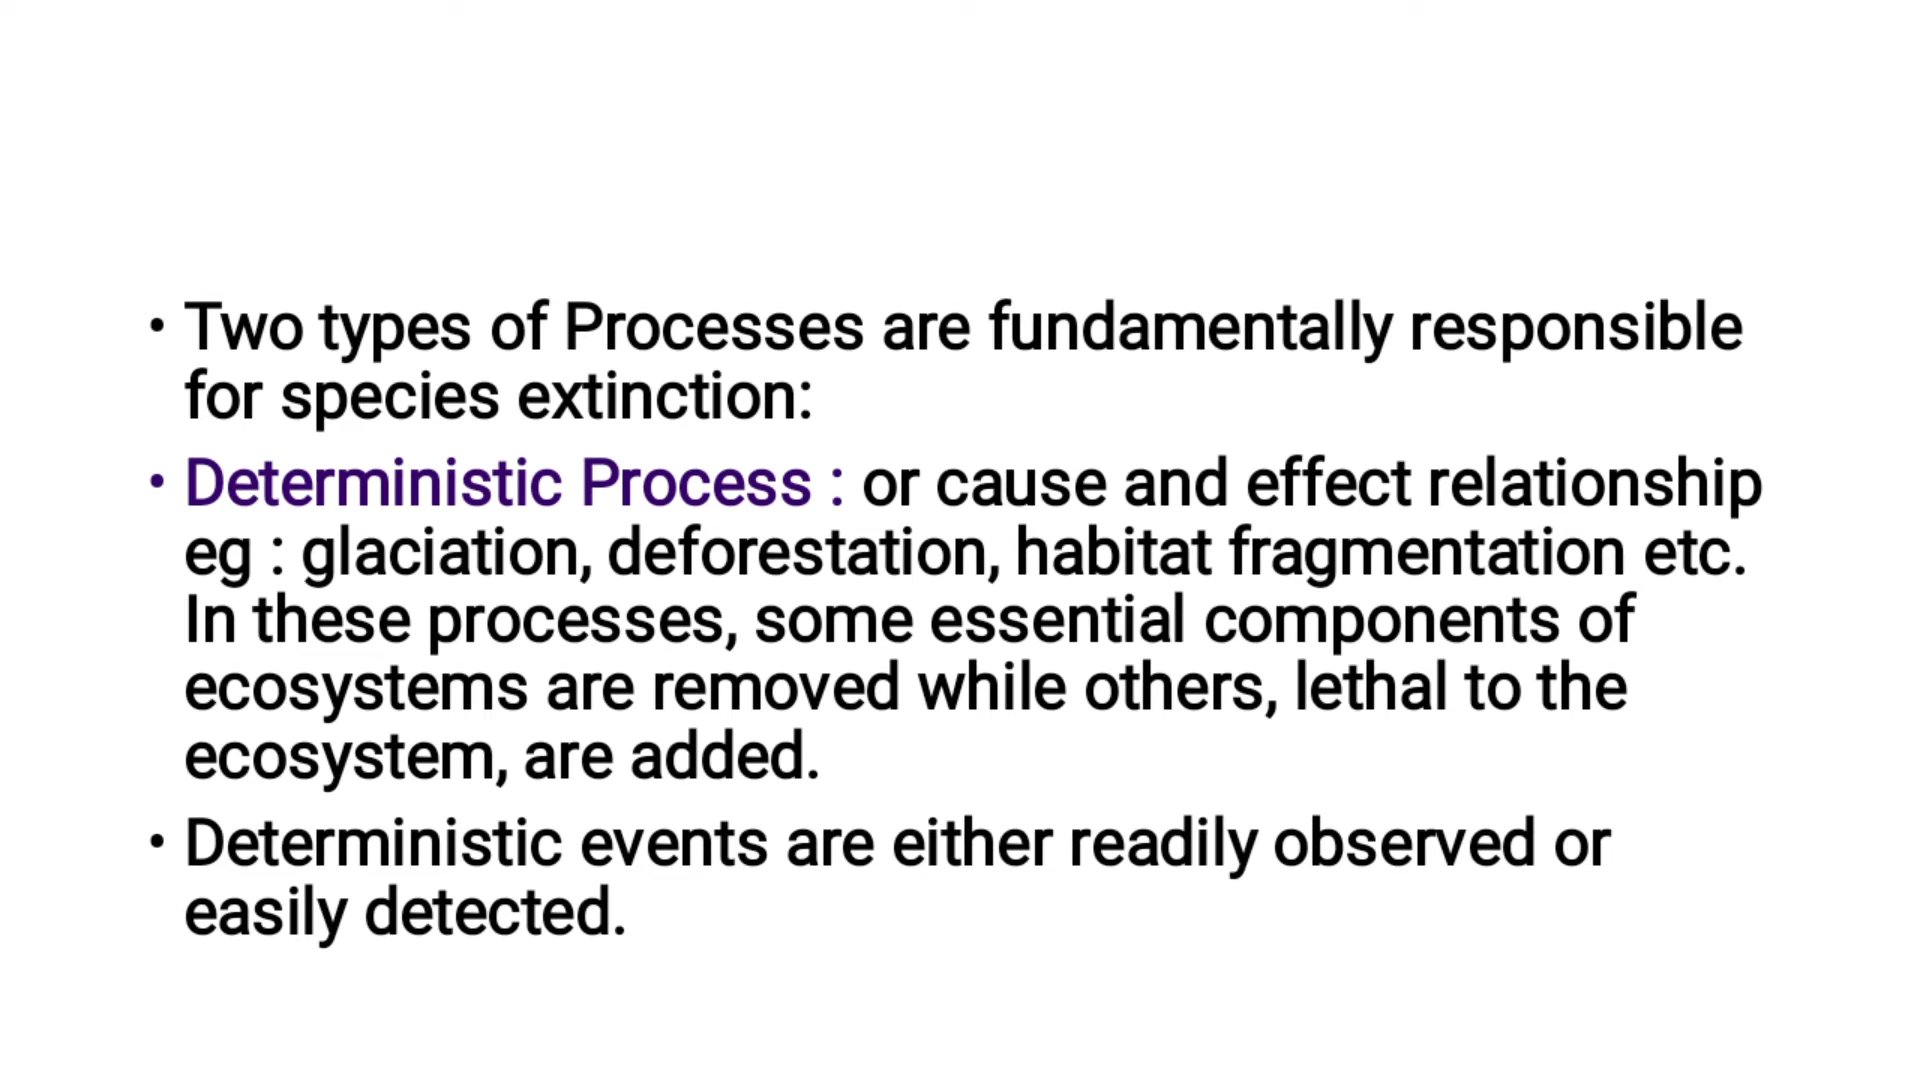 • Two types of Processes are fundamentally responsible
for species extinction:
• Deterministic Process : or cause and effect relationship
eg : glaciation, deforestation, habitat fragmentation etc.
In these processes, some essential components of
ecosystems are removed while others, lethal to the
ecosystem, are added.
• Deterministic events are either readily observed or
easily detected.